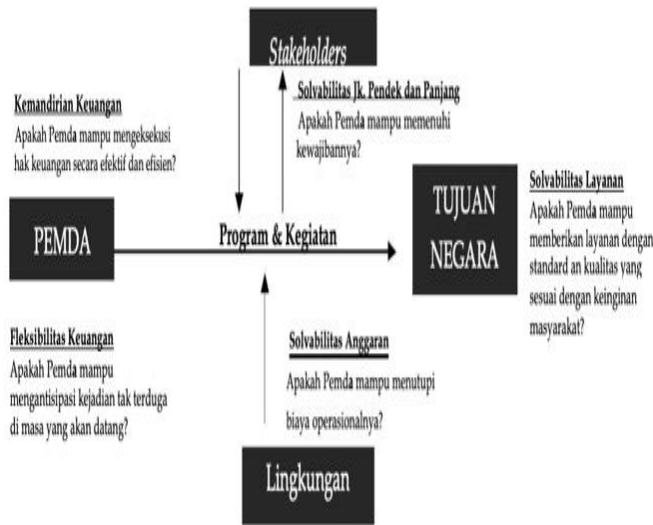 Stakeholders
Kemandirian Keuangan
Apakah Pemda mampu mengeksekusi
hak keuangan secara efektif dan efisien?
Solvabilitas Jk. Pendek dan Panjang
Apakah Pemda mampu memenuhi
kewajibannya?
PEMDA
Program & Kegiatan
TUJUAN
NEGARA
Solvabilitas Layanan
Apakah Pemda mampu
memberikan layanan dengan
standard an kualitas yang
sesuai dengan keinginan
masyarakat?
Fleksibilitas Keuangan
Apakah Pemda mampu
mengantisipasi kejadian tak terduga
di masa yang akan datang?
Solvabilitas Anggaran
Apakah Pemda mampu menutupi
biaya operasionalnya?
Lingkungan